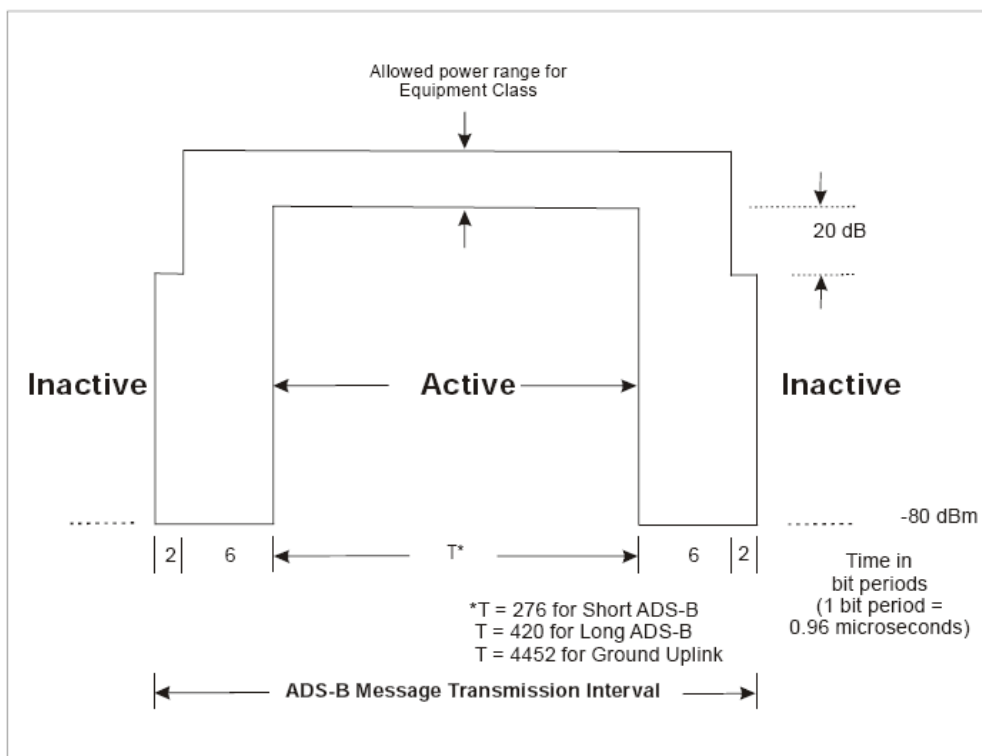 Allowed power range for
Equipment Class
20 dB
Inactive
Active
Inactive
-80 dBm
2
6
T*
6
2
Time in
bit periods
(1 bit period =
0.96 microseconds)
*T = 276 for Short ADS-B
T = 420 for Long ADS-B
T = 4452 for Ground Uplink
ADS-B Message Transmission Interval